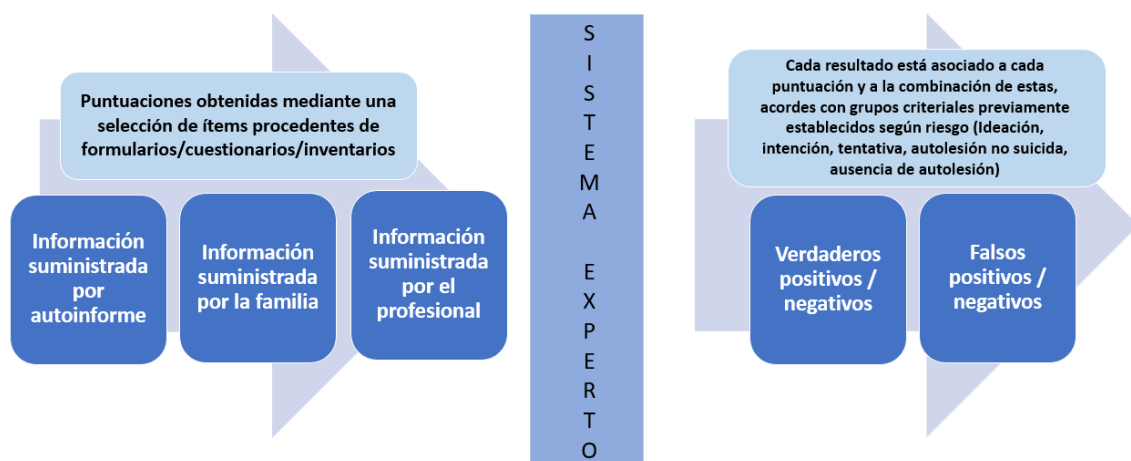 Puntuaciones obtenidas mediante una
selección de ítems procedentes de
formularios/cuestionarios/inventarios
Información
suministrada
por
autoinforme
Información
suministrada
por la familia
Información
suministrada
por el
profesional
S
I
S
T
E
M
A
E
X
P
E
R
T
O
Cada resultado está asociado a cada
puntuación y a la combinación de estas,
acordes con grupos criteriales previamente
establecidos según riesgo (Ideación,
intención, tentativa, autolesión no suicida,
ausencia de autolesión)
Verdaderos
positivos /
negativos
Falsos
positivos /
negativos